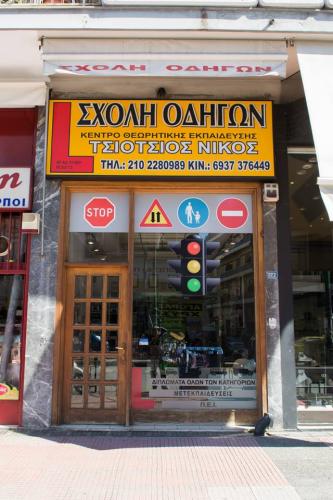 ΣΧΟΛΗ ΟΔΗΓΩΝ
ΣΧΟΛΗ ΟΔΗΓΩΝ
ΚΕΝΤΡΟ ΘΕΩΡΗΤΙΚΗΣ ΕΚΠΑΙΔΕΥΣΗΣ
ΤΣΙΟΤΣΙΟΣ ΝΙΚΟΣ
ΤΗΛ.: 210 2280989 ΚΙΝ.: 6937 376449
ΡΠΟΙ
STOP
ΔΙΠΛΩΜΑΤΑ ΟΛΩΝ ΤΩΝ ΚΑΤΗΓΟΡΙΩΝ
ΜΕΤΕΚΠΑΙΔΕΥΣΕΙΣ
Π.Ε.Ι.